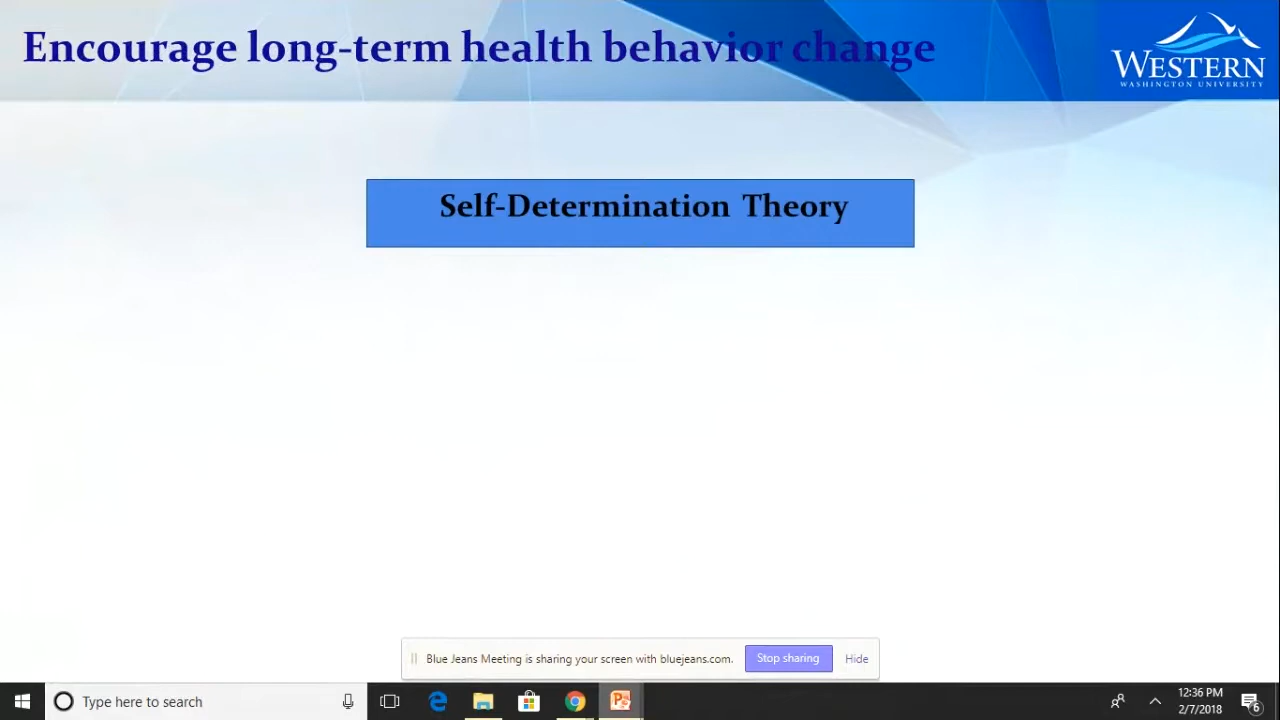 Encourage long-term health behavior change
WESTERN
WASHINGTON UNIVERSITY
Self-Determination Theory
Blue Jeans Meeting is sharing your screen with bluejeans.com.
Stop sharing
Hide
Type here to search
12:36 PM
2/7/2018
6